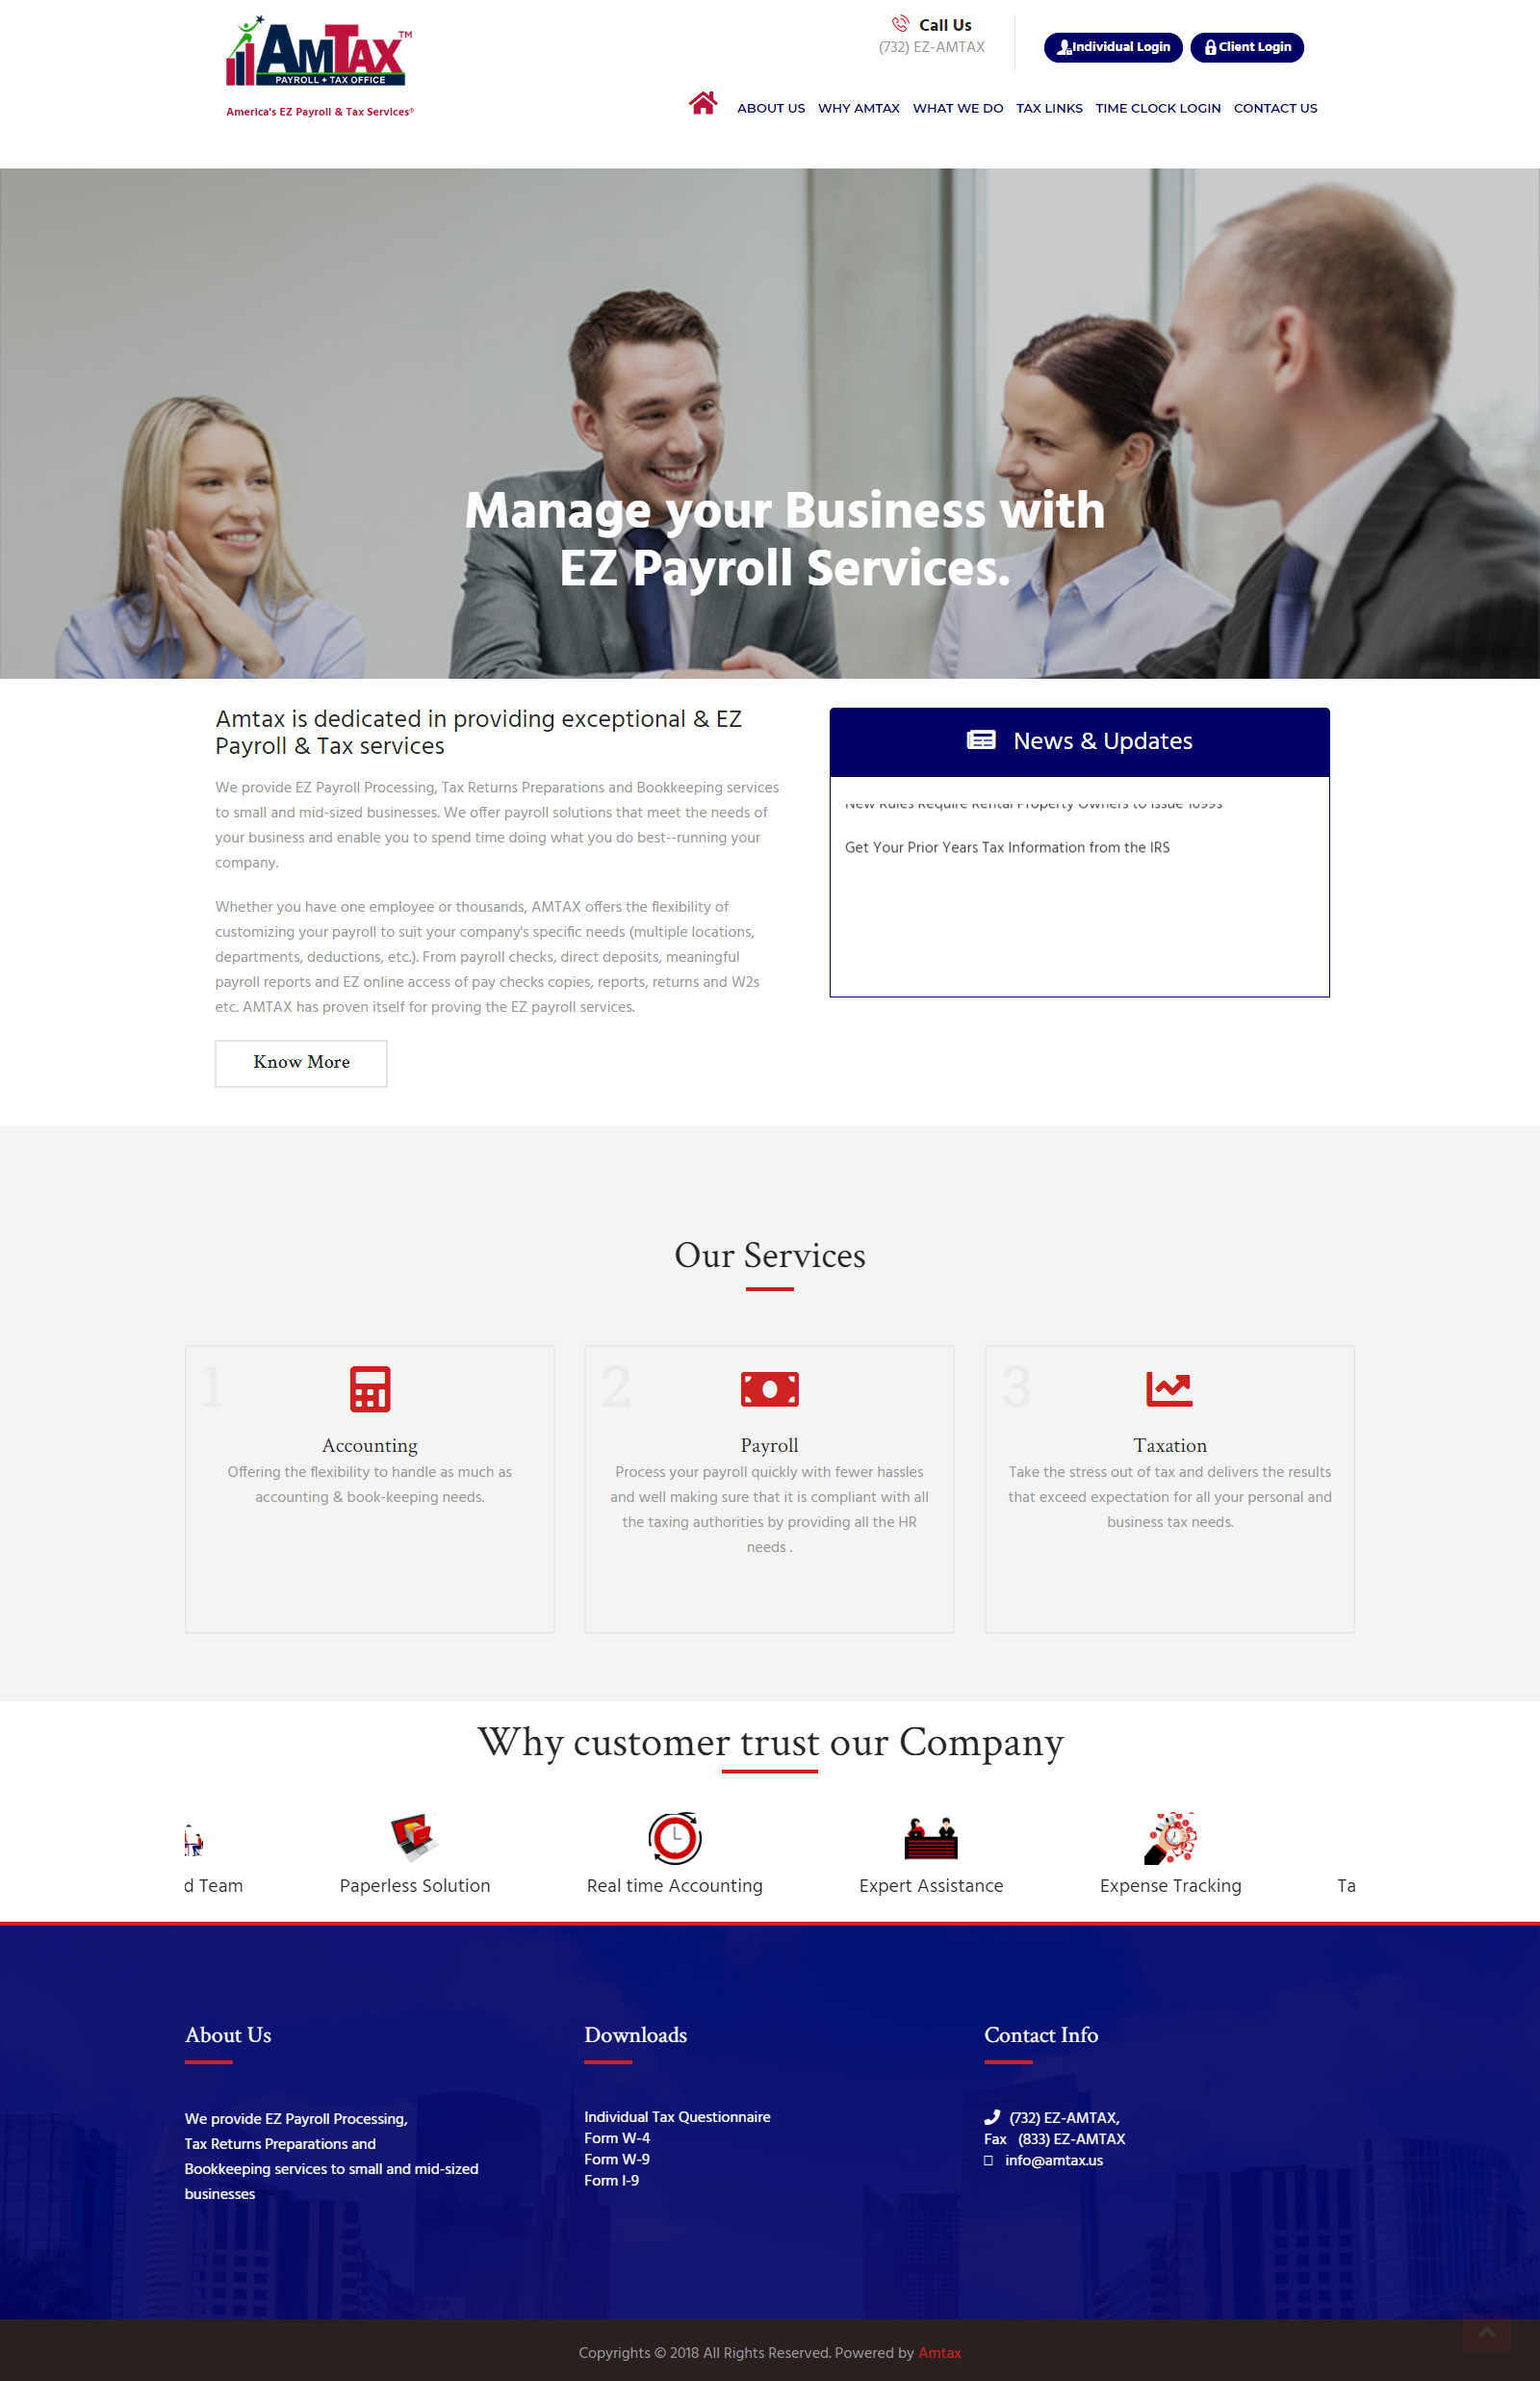 AMTAX™
PAYROLL + TAX OFFICE
America's EZ Payroll & Tax Services®
Call Us
(732) EZ-AMTAX
Individual Login
Client Login
ABOUT US
WHY AMTAX
WHAT WE DO
TAX LINKS
TIME CLOCK LOGIN
CONTACT US
Manage your Business with
EZ Payroll Services.
Amtax is dedicated in providing exceptional & EZ
Payroll & Tax services
We provide EZ Payroll Processing, Tax Returns Preparations and Bookkeeping services
to small and mid-sized businesses. We offer payroll solutions that meet the needs of
your business and enable you to spend time doing what you do best--running your
company.
Whether you have one employee or thousands, AMTAX offers the flexibility of
customizing your payroll to suit your company's specific needs (multiple locations,
departments, deductions, etc.). From payroll checks, direct deposits, meaningful
payroll reports and EZ online access of pay checks copies, reports, returns and W2s
etc. AMTAX has proven itself for proving the EZ payroll services.
Know More
News & Updates
New Rules Require Rental Property Owners to Issue 1099s
Get Your Prior Years Tax Information from the IRS
Our Services
1
Accounting
Offering the flexibility to handle as much as
accounting & book-keeping needs.
2
Payroll
Process your payroll quickly with fewer hassles
and well making sure that it is compliant with all
the taxing authorities by providing all the HR
needs .
3
Taxation
Take the stress out of tax and delivers the results
that exceed expectation for all your personal and
business tax needs.
Why customer trust our Company
d Team
Paperless Solution
Real time Accounting
Expert Assistance
Expense Tracking
Ta
About Us
We provide EZ Payroll Processing,
Tax Returns Preparations and
Bookkeeping services to small and mid-sized
businesses
Downloads
Individual Tax Questionnaire
Form W-4
Form W-9
Form I-9
Contact Info
(732) EZ-AMTAX,
Fax (833) EZ-AMTAX
info@amtax.us
Copyrights © 2018 All Rights Reserved. Powered by Amtax